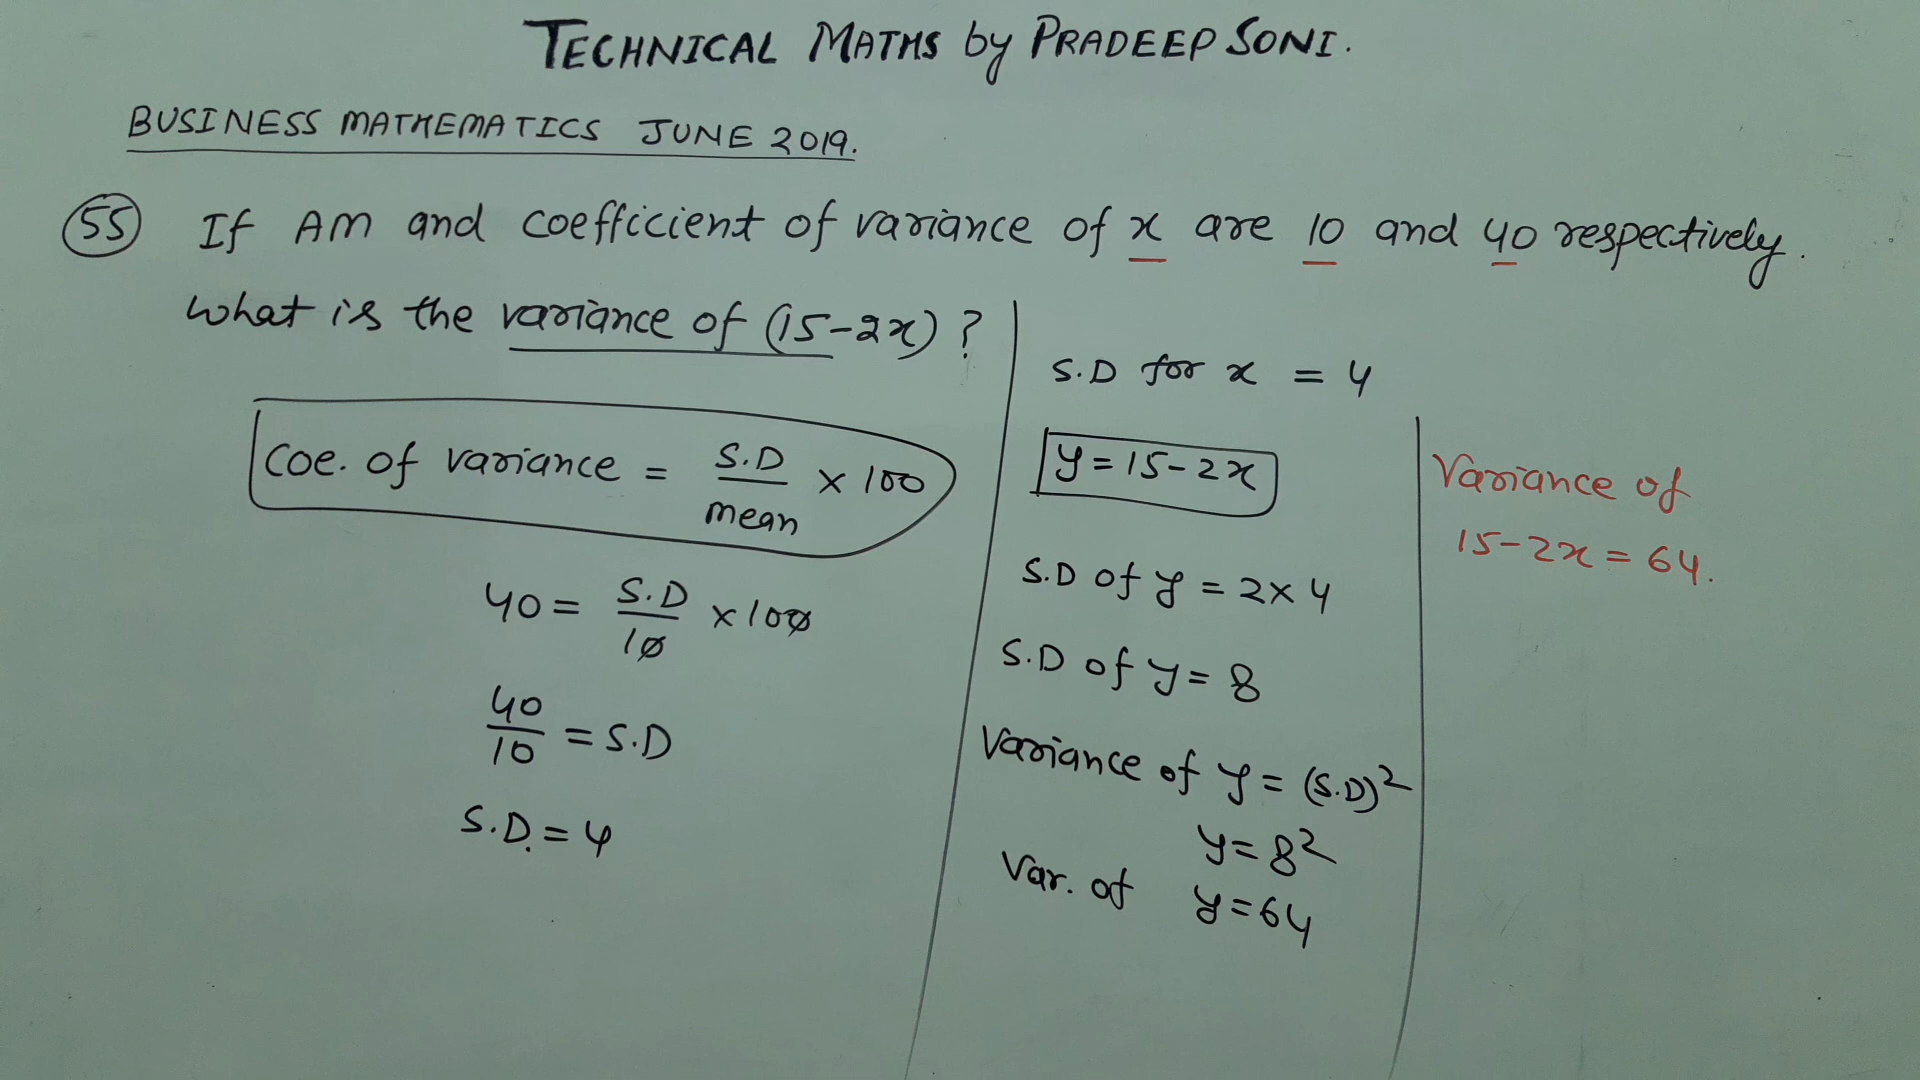 TECHNICAL MATHS by PRADEEP SONI.
BUSINESS MATHEMATICS JUNE 2019.
55 If AM and coefficient of variance of x are 10 and 40 respectively.
What is the variance of (15-2x)?
Coe. of variance = S.D/mean × 100
40 = S.D/10 × 100
40/10 = S.D
S.D. = 4
S.D for x = 4
y = 15-2x
S.D of y = 2×4
S.D of y = 8
Variance of y = (S.D)²
y = 8²
Var. of y = 64
Variance of
15-2x = 64.